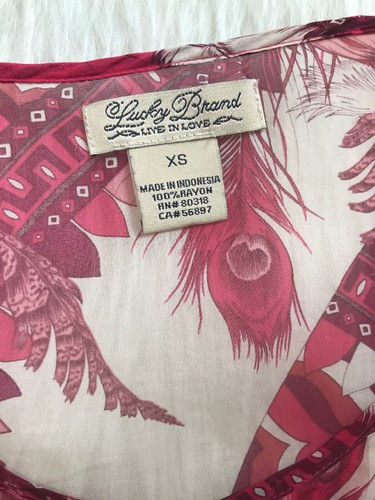 Lucky Brand
LIVE IN LOVE
XS
MADE IN INDONESIA
100% RAYON
RN# 80318
CA# 56897